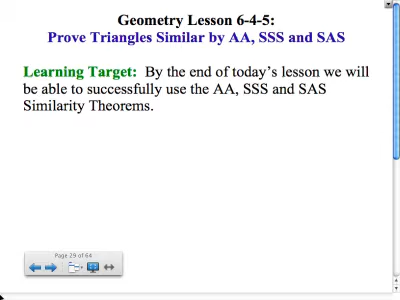 Geometry Lesson 6-4-5:
Prove Triangles Similar by AA, SSS and SAS
Learning Target:  By the end of today’s lesson we will
be able to successfully use the AA, SSS and SAS
Similarity Theorems.
Page 29 of 64